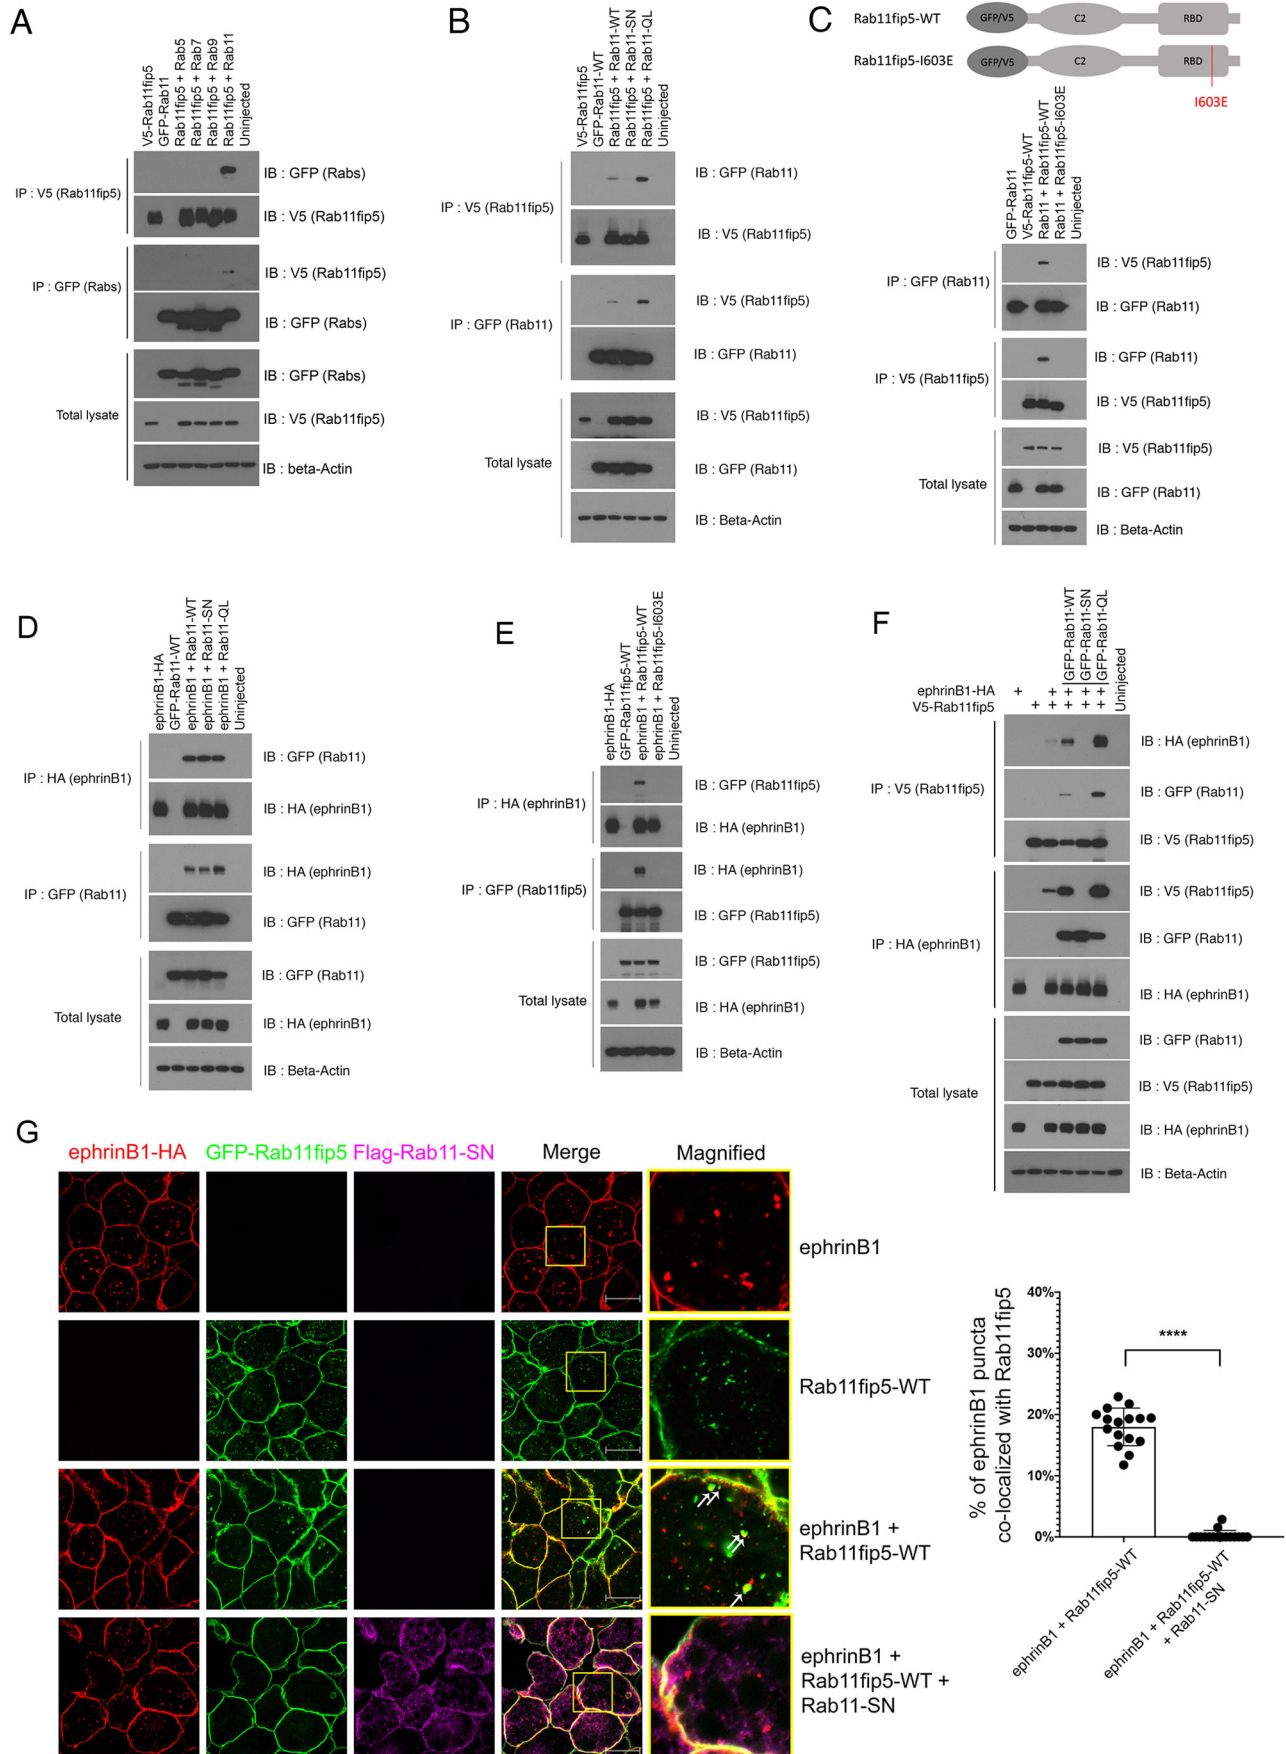 A
V5-Rab11fip5
GFP-Rab11
Rab11fip5 + Rab5
Rab11fip5 + Rab7
Rab11fip5 + Rab9
Rab11fip5 + Rab11
Uninjected
IP : V5 (Rab11fip5)
IB : GFP (Rabs)
IB : V5 (Rab11fip5)
IP : GFP (Rabs)
IB : V5 (Rab11fip5)
IB : GFP (Rabs)
Total lysate
IB : GFP (Rabs)
IB : V5 (Rab11fip5)
IB : beta-Actin
B
V5-Rab11fip5
GFP-Rab11-WT
Rab11fip5 + Rab11-WT
Rab11fip5 + Rab11-SN
Rab11fip5 + Rab11-QL
Uninjected
IP : V5 (Rab11fip5)
IB : GFP (Rab11)
IB : V5 (Rab11fip5)
IP : GFP (Rab11)
IB : V5 (Rab11fip5)
IB : GFP (Rab11)
Total lysate
IB : V5 (Rab11fip5)
IB : GFP (Rab11)
IB : Beta-Actin
C
Rab11fip5-WT
GFP/V5
C2
RBD
Rab11fip5-I603E
GFP/V5
C2
RBD
I603E
GFP-Rab11
V5-Rab11fip5-WT
Rab11 + Rab11fip5-WT
Rab11 + Rab11fip5-I603E
Uninjected
IP : GFP (Rab11)
IB : V5 (Rab11fip5)
IB : GFP (Rab11)
IP : V5 (Rab11fip5)
IB : GFP (Rab11)
IB : V5 (Rab11fip5)
Total lysate
IB : V5 (Rab11fip5)
IB : GFP (Rab11)
IB : Beta-Actin
D
ephrinB1-HA
GFP-Rab11-WT
ephrinB1 + Rab11-WT
ephrinB1 + Rab11-SN
ephrinB1 + Rab11-QL
Uninjected
IP : HA (ephrinB1)
IB : GFP (Rab11)
IB : HA (ephrinB1)
IP : GFP (Rab11)
IB : HA (ephrinB1)
IB : GFP (Rab11)
Total lysate
IB : GFP (Rab11)
IB : HA (ephrinB1)
IB : Beta-Actin
E
ephrinB1-HA
GFP-Rab11fip5-WT
ephrinB1 + Rab11fip5-WT
ephrinB1 + Rab11fip5-I603E
Uninjected
IP : HA (ephrinB1)
IB : GFP (Rab11fip5)
IB : HA (ephrinB1)
IP : GFP (Rab11fip5)
IB : HA (ephrinB1)
IB : GFP (Rab11fip5)
Total lysate
IB : GFP (Rab11fip5)
IB : HA (ephrinB1)
IB : Beta-Actin
F
GFP-Rab11-WT
GFP-Rab11-SN
GFP-Rab11-QL
Uninjected
ephrinB1-HA + + + + +
V5-Rab11fip5 + + + + +
IP : V5 (Rab11fip5)
IB : HA (ephrinB1)
IB : GFP (Rab11)
IB : V5 (Rab11fip5)
IP : HA (ephrinB1)
IB : V5 (Rab11fip5)
IB : GFP (Rab11)
IB : HA (ephrinB1)
Total lysate
IB : GFP (Rab11)
IB : V5 (Rab11fip5)
IB : HA (ephrinB1)
IB : Beta-Actin
G
ephrinB1-HA GFP-Rab11fip5 Flag-Rab11-SN Merge Magnified
ephrinB1
Rab11fip5-WT
ephrinB1 +
Rab11fip5-WT
ephrinB1 +
Rab11fip5-WT +
Rab11-SN
% of ephrinB1 puncta
co-localized with Rab11fip5
40%
30%
20%
10%
0%
****
ephrinB1 + Rab11fip5-WT
ephrinB1 + Rab11fip5-WT
+ Rab11-SN